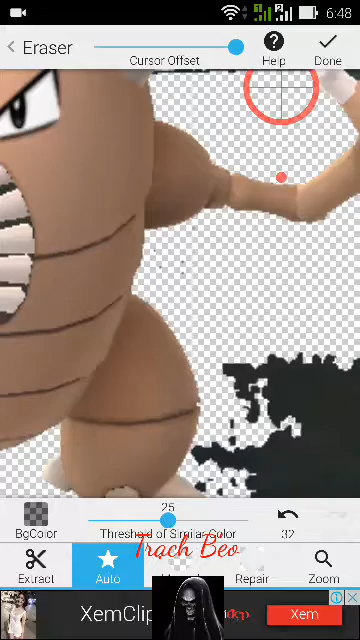 6:48
Eraser
Cursor Offset
Help
Done
25
BgColor
Threshold of Similar Color
32
Trach Beo
Extract
Auto
Repair
Zoom
XemClip
Xem